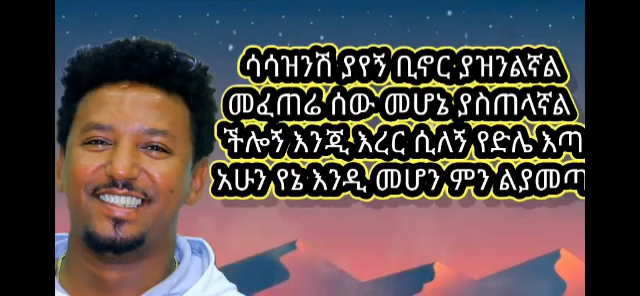 ሳሳዝንሽ ያየኝ ቢኖር ያዝንልኛል
መፈጠሬ ሰው መሆኔ ያስጠላኛል
ችሎኝ እንጂ እረር ሲለኝ የድሌ እጣ
አሁን የኔ እንዲ መሆን ምን ልያመጣ